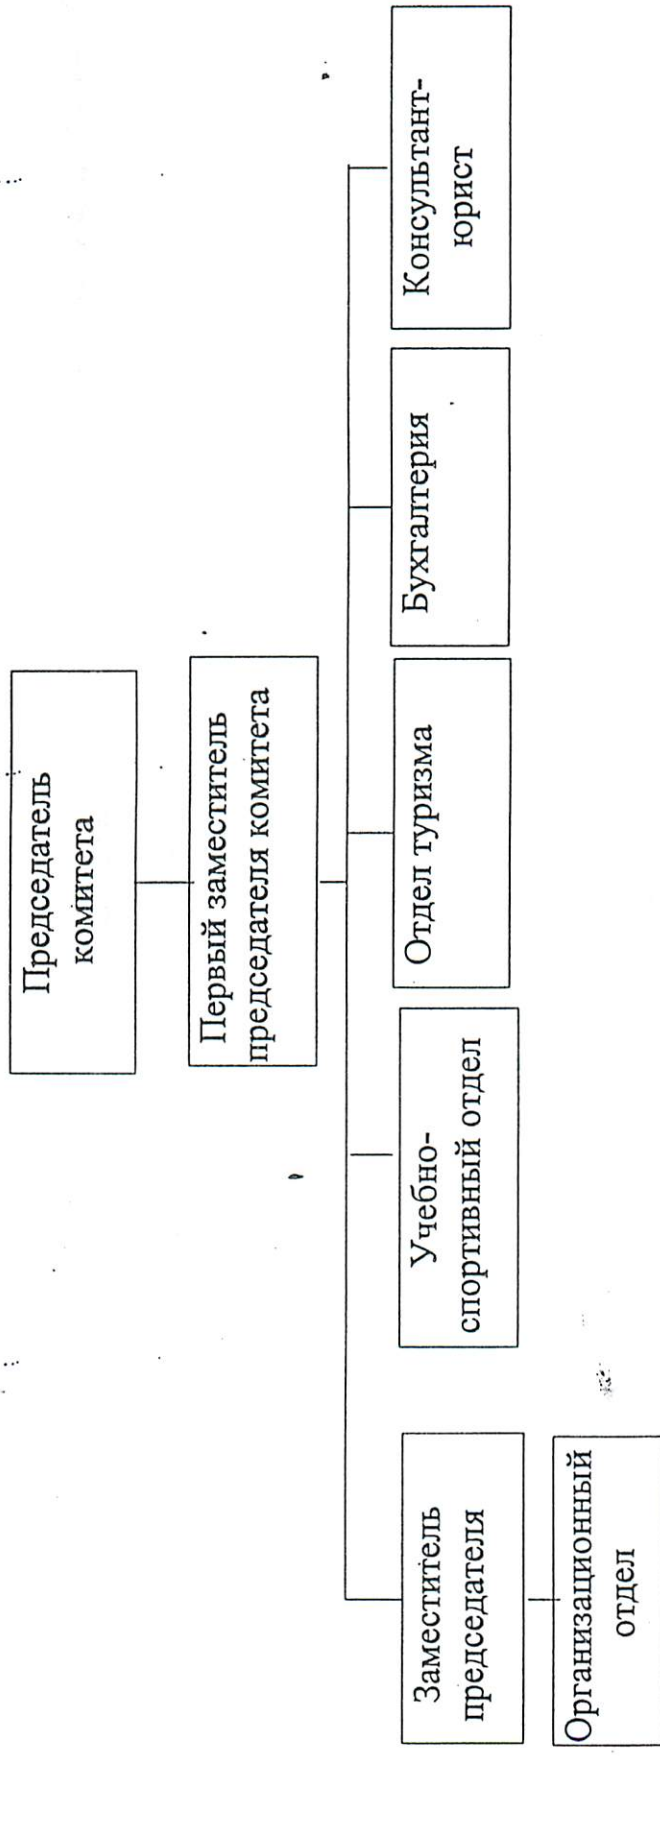 Председатель
комитета
Первый заместитель
председателя комитета
Заместитель
председателя
Учебно-
спортивный отдел
Отдел туризма
Бухгалтерия
Консультант-
юрист
Организационный
отдел